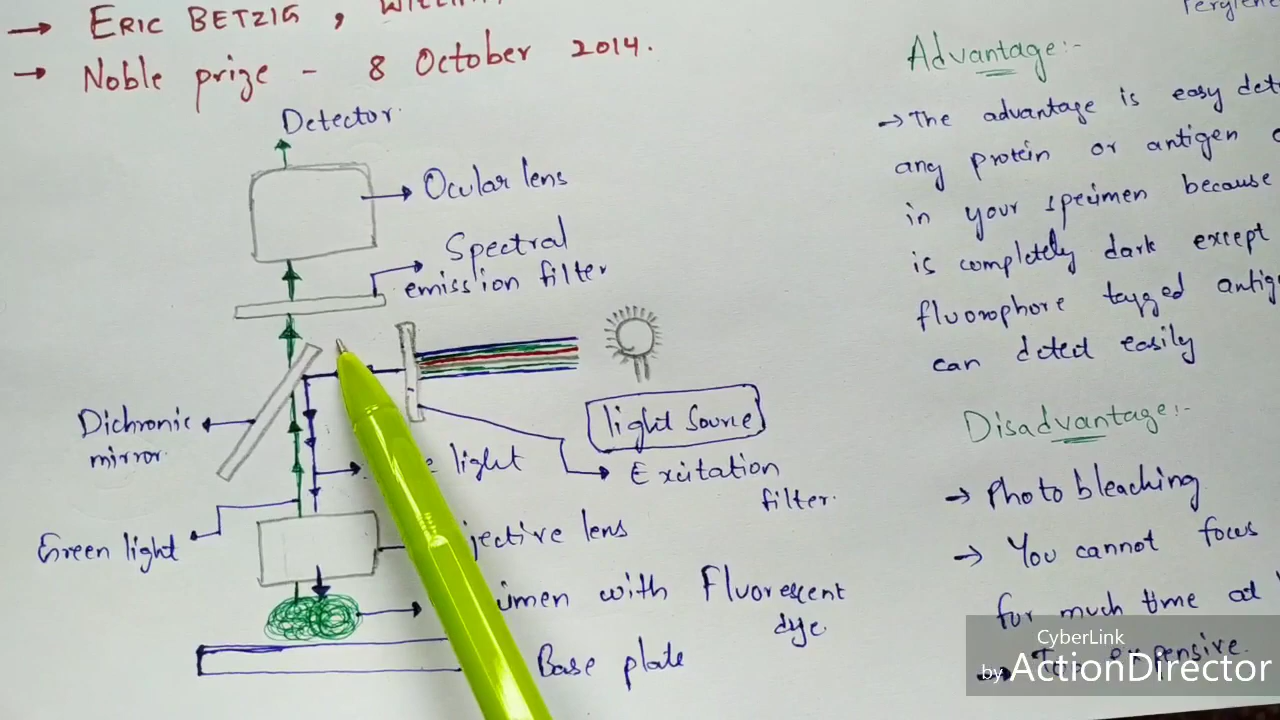 → ERIC BETZIG,
→ Noble prize - 8 October 2014.
Detector.
Ocular lens
Spectral
emission filter
light Source
Dichronic
mirror.
light
Excitation
filter.
Green light
jective lens
imen with Fluorescent
dye.
Base plate
Advantage:-
→ The advantage is easy
any protein or antigen
in your specimen because
is completely dark except
fluorophore tagged
can detect easily
Disadvantage:-
→ Photo bleaching
→ You cannot focus
for much time at
CyberLink
by ActionDirector